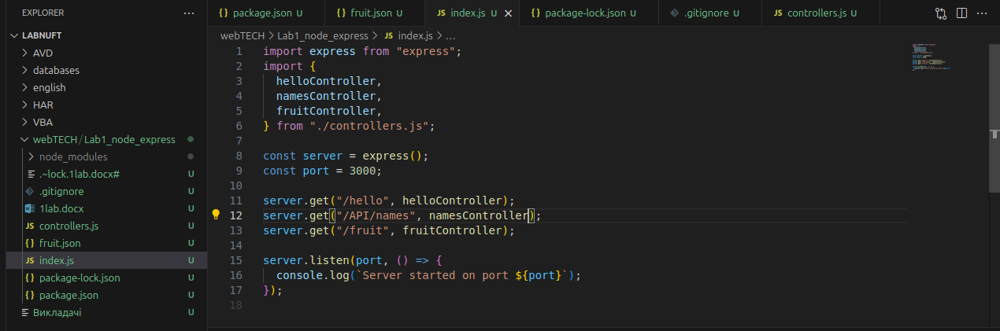 EXPLORER ···
LABNUFT
AVD
databases
english
HAR
VBA
webTECH / Lab1_node_express
node_modules
.~lock.1lab.docx# U
.gitignore U
1lab.docx U
controllers.js U
fruit.json U
index.js U
package-lock.json U
package.json U
Викладачі U
{} package.json U {} fruit.json U JS index.js U {} package-lock.json U .gitignore U JS controllers.js U
webTECH > Lab1_node_express > JS index.js > ...
1 import express from "express";
2 import {
3 helloController,
4 namesController,
5 fruitController,
6 } from "./controllers.js";
7
8 const server = express();
9 const port = 3000;
10
11 server.get("/hello", helloController);
12 server.get("/API/names", namesController);
13 server.get("/fruit", fruitController);
14
15 server.listen(port, () => {
16 console.log(`Server started on port ${port}`);
17 });
18